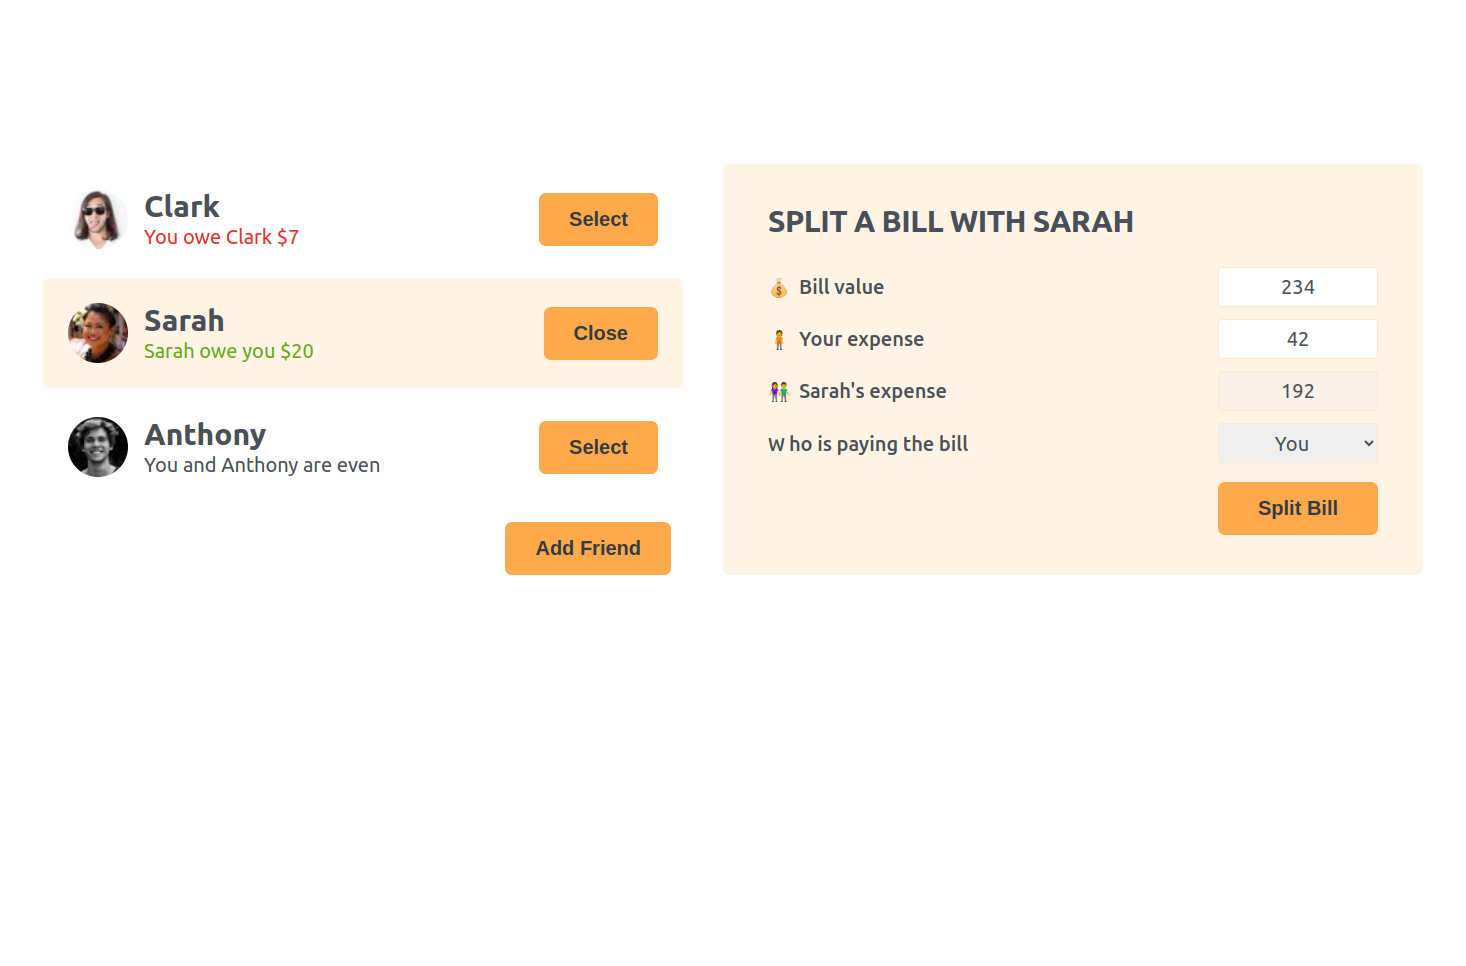 Clark
You owe Clark $7
Select
Sarah
Sarah owe you $20
Close
Anthony
You and Anthony are even
Select
Add Friend
SPLIT A BILL WITH SARAH
💰 Bill value 234
🧍 Your expense 42
👫 Sarah's expense 192
W ho is paying the bill You
Split Bill